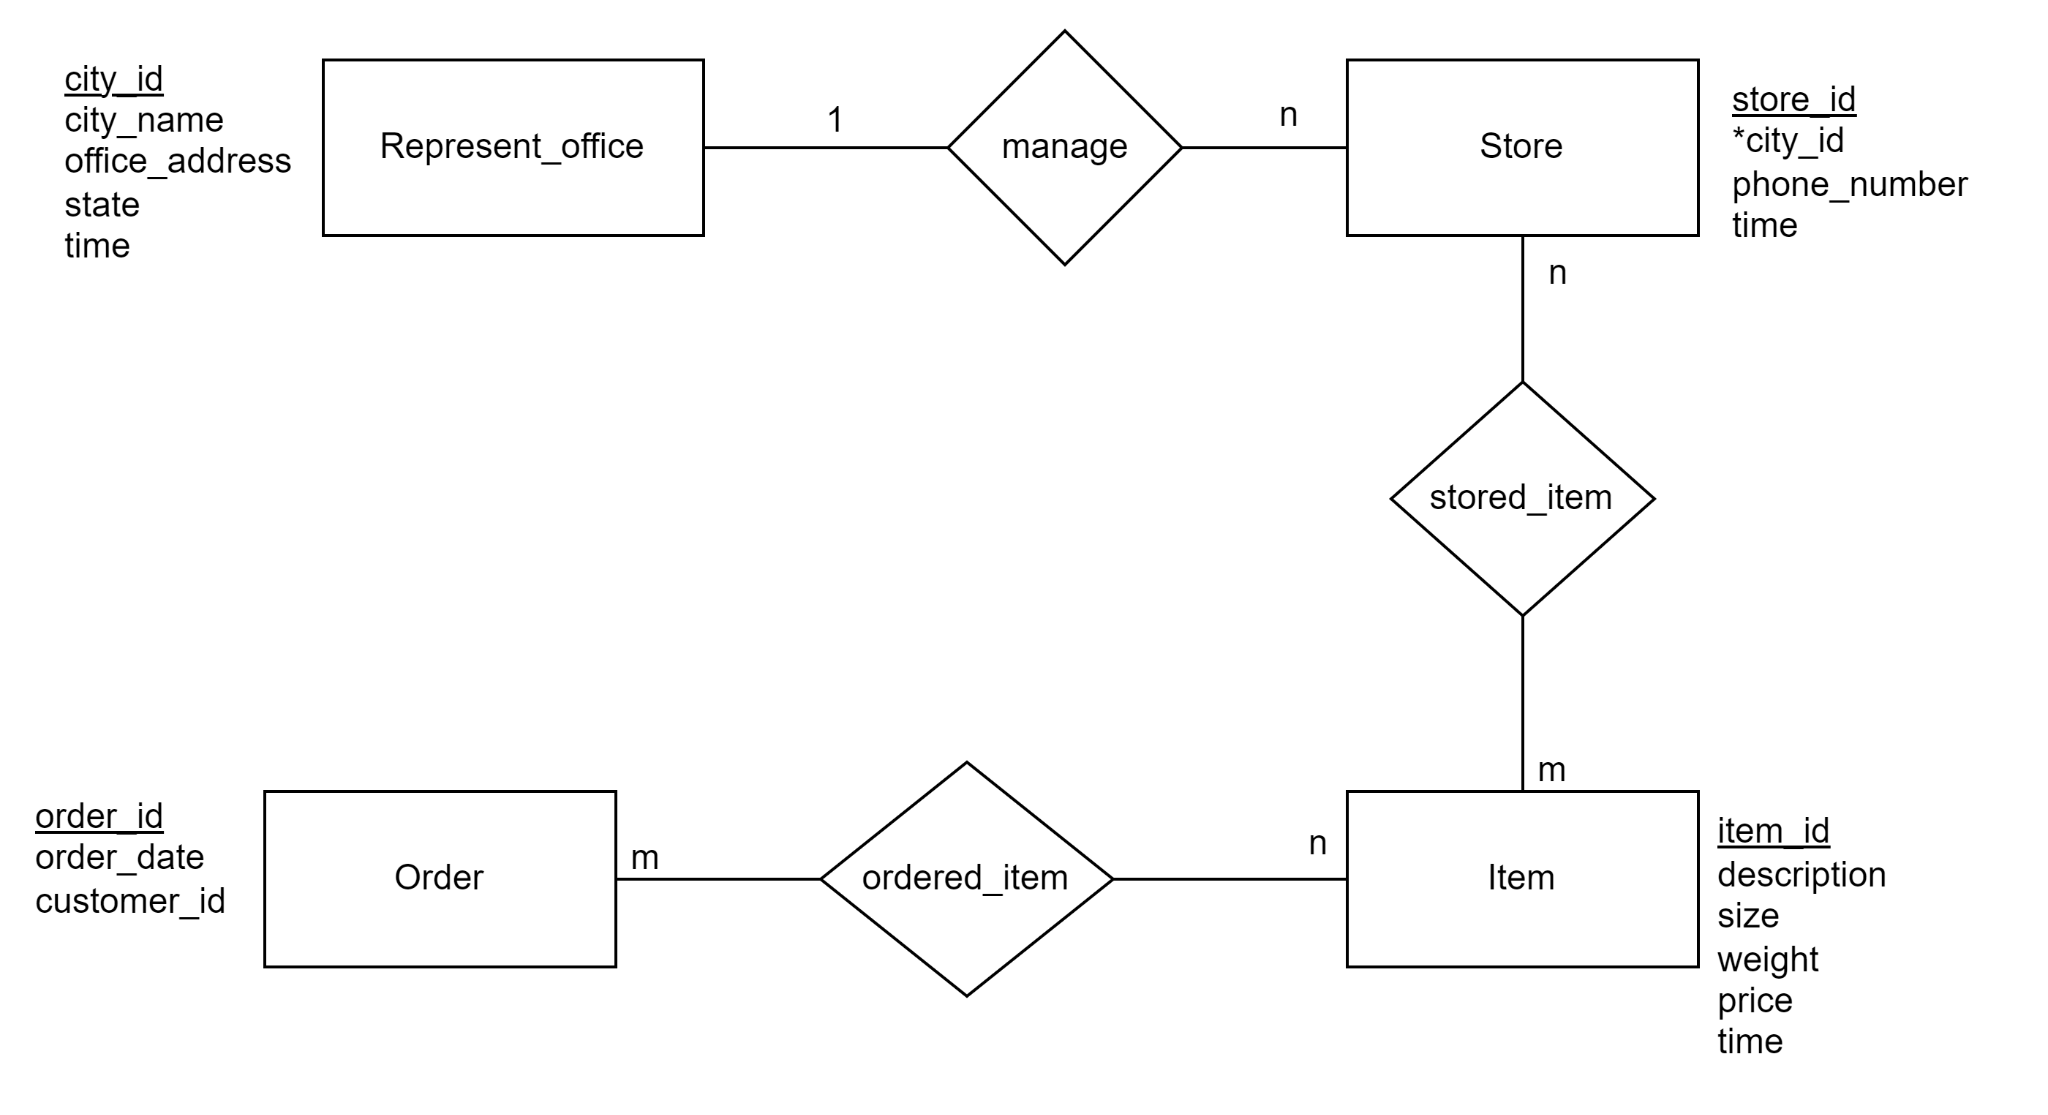 city_id
city_name
office_address
state
time
Represent_office
1
manage
n
Store
store_id
*city_id
phone_number
time
n
stored_item
m
order_id
order_date
customer_id
Order
m
ordered_item
n
Item
item_id
description
size
weight
price
time